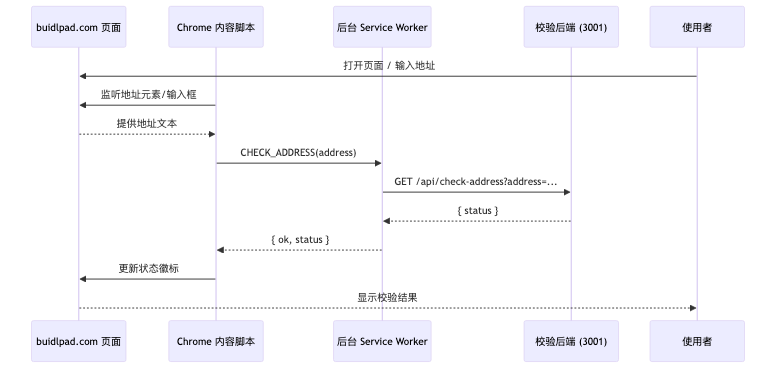 buidlpad.com 页面
Chrome 内容脚本
后台 Service Worker
校验后端 (3001)
使用者
打开页面 / 输入地址
监听地址元素/输入框
提供地址文本
CHECK_ADDRESS(address)
GET /api/check-address?address=...
{ status }
{ ok, status }
更新状态徽标
显示校验结果
buidlpad.com 页面
Chrome 内容脚本
后台 Service Worker
校验后端 (3001)
使用者